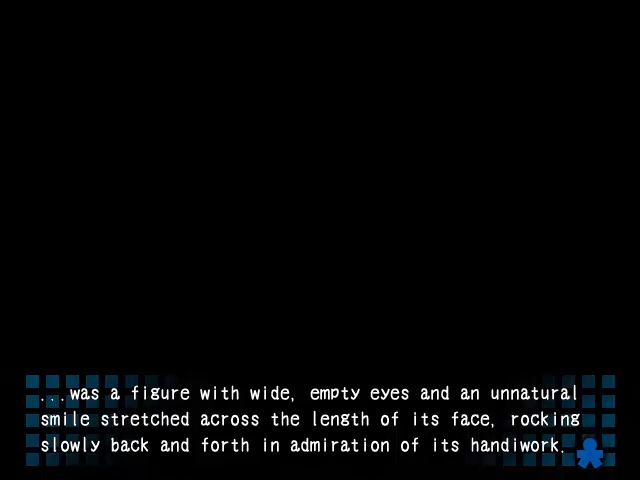 ...was a figure with wide, empty eyes and an unnatural
smile stretched across the length of its face, rocking
slowly back and forth in admiration of its handiwork.